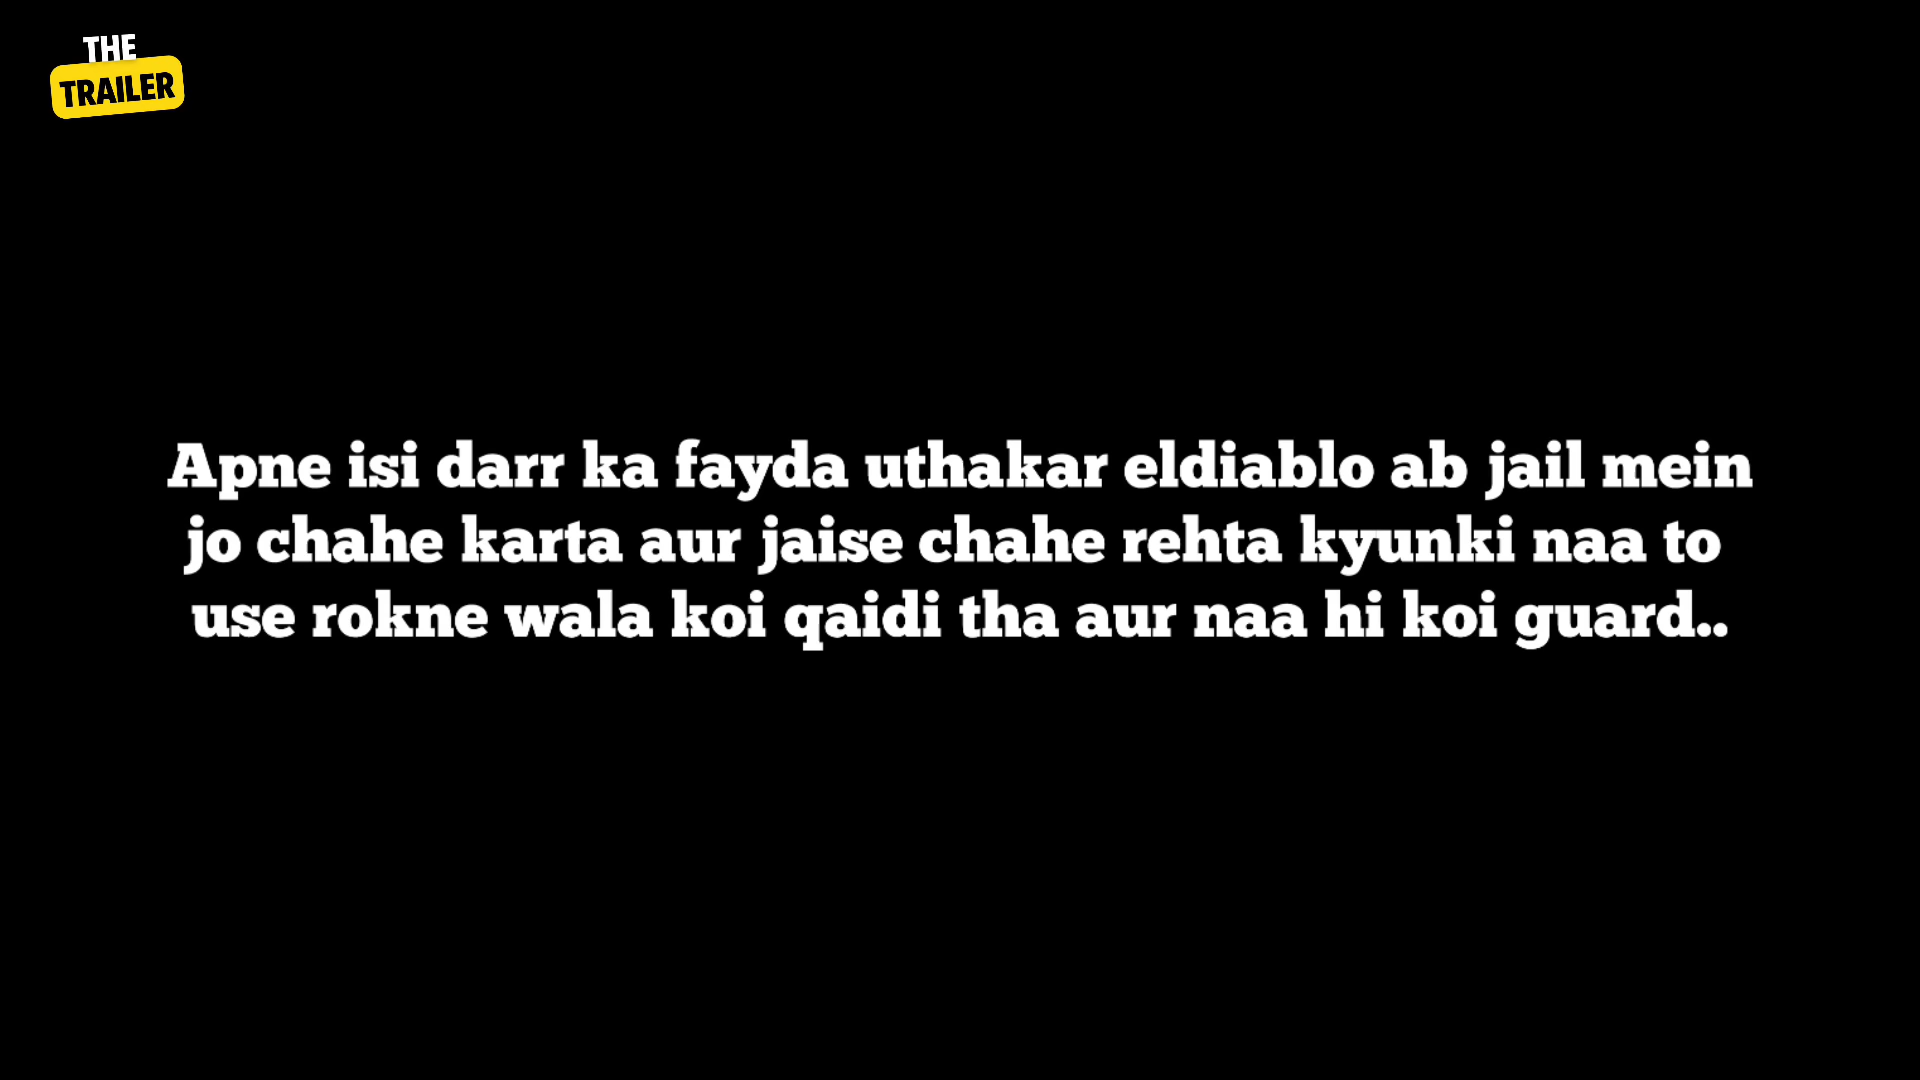 THE
TRAILER
Apne isi darr ka fayda uthakar eldiablo ab jail mein
jo chahe karta aur jaise chahe rehta kyunki naa to
use rokne wala koi qaidi tha aur naa hi koi guard..